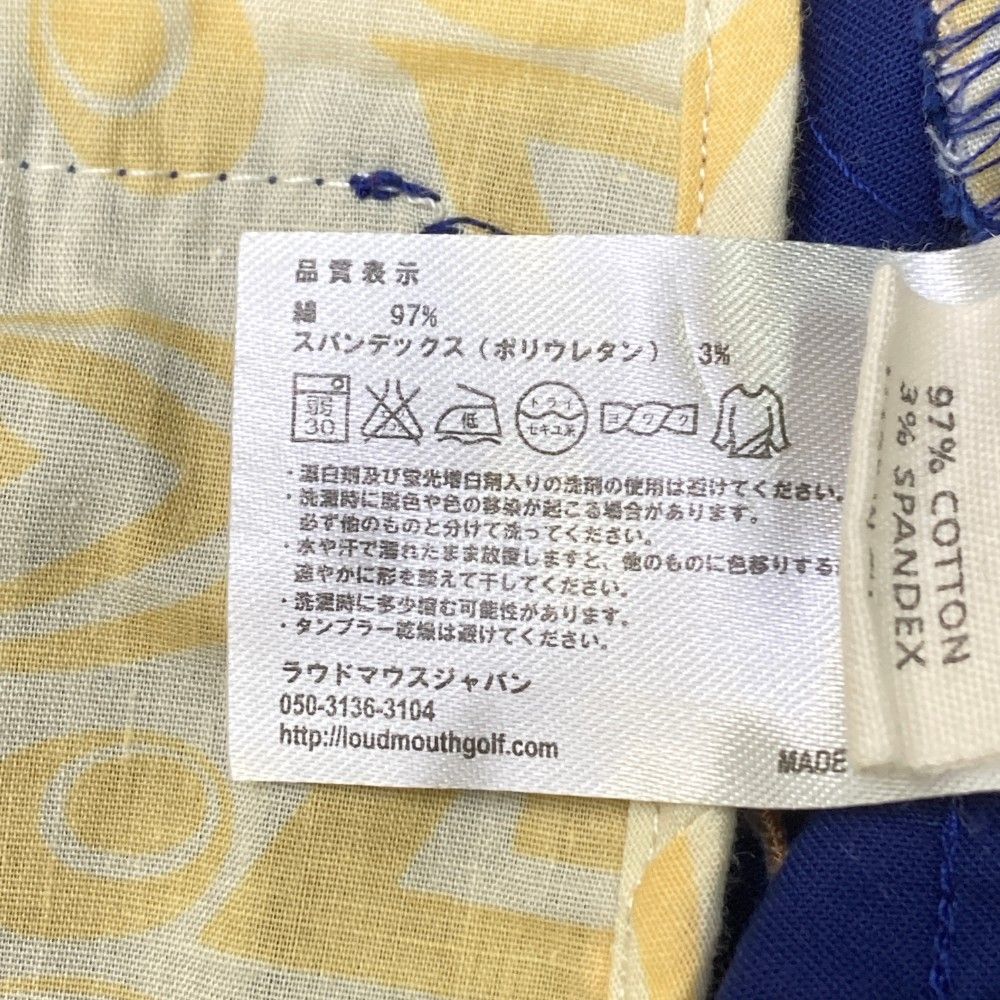 品質表示
綿 97%
スパンデックス（ポリウレタン） 3%
弱
30
低
ドライ
セキユ系
・漂白剤及び蛍光増白剤入りの洗剤の使用は避けてください。
・洗濯時に脱色や色の移染が起こる場合があります。
必ず他のものと分けて洗ってください。
・水や汗で濡れたまま放置しますと、他のものに色移りする
速やかに形を整えて干してください。
・洗濯時に多少縮む可能性があります。
・タンブラー乾燥は避けてください。
ラウドマウスジャパン
050-3136-3104
http://loudmouthgolf.com
MADE
97% COTTON
3% SPANDEX